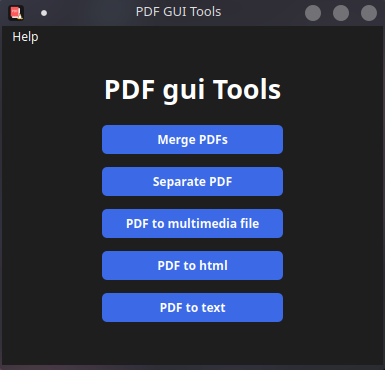 PDF GUI Tools
Help
PDF gui Tools
Merge PDFs
Separate PDF
PDF to multimedia file
PDF to html
PDF to text